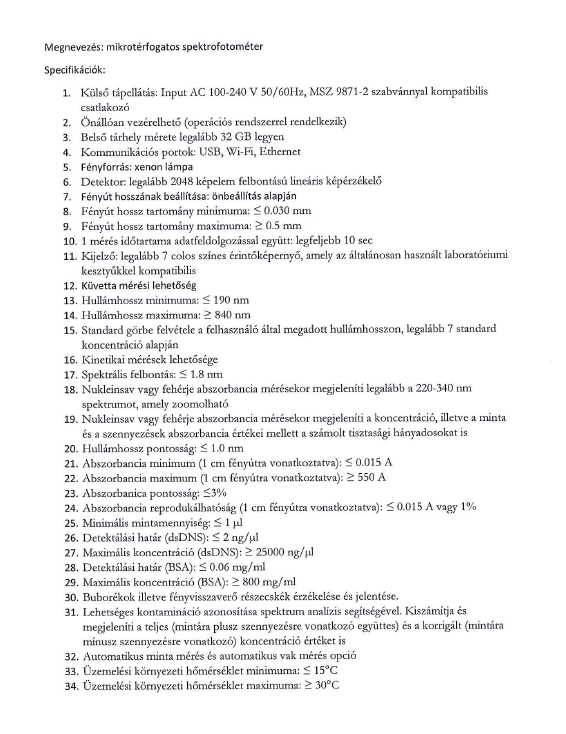 Megnevezés: mikrotérfogatos spektrofotométer
Specifikációk:
1. Külső tápellátás: Input AC 100-240 V 50/60Hz, MSZ 9871-2 szabvánnyal kompatibilis
csatlakozó
2. Önállóan vezérelhető (operációs rendszerrel rendelkezik)
3. Belső tárhely mérete legalább 32 GB legyen
4. Kommunikációs portok: USB, Wi-Fi, Ethernet
5. Fényforrás: xenon lámpa
6. Detektor: legalább 2048 képelem felbontású lineáris képérzékelő
7. Fényút hosszának beállítása: önbeállítás alapján
8. Fényút hossz tartomány minimuma: ≤ 0.030 mm
9. Fényút hossz tartomány maximuma: ≥ 0.5 mm
10. 1 mérés időtartama adatfeldolgozással együtt: legfeljebb 10 sec
11. Kijelző: legalább 7 colos színes érintőképernyő, amely az általánosan használt laboratóriumi
kesztyűkkel kompatibilis
12. Küvetta mérési lehetőség
13. Hullámhossz minimuma: ≤ 190 nm
14. Hullámhossz maximuma: ≥ 840 nm
15. Standard görbe felvétele a felhasználó által megadott hullámhosszon, legalább 7 standard
koncentráció alapján
16. Kinetikai mérések lehetősége
17. Spektrális felbontás: ≤ 1.8 nm
18. Nukleinsav vagy fehérje abszorbancia mérésekor megjeleníti legalább a 220-340 nm
spektrumot, amely zoomolható
19. Nukleinsav vagy fehérje abszorbancia mérésekor megjeleníti a koncentráció, illetve a minta
és a szennyezések abszorbancia értékei mellett a számolt tisztasági hányadosokat is
20. Hullámhossz pontosság: ≤ 1.0 nm
21. Abszorbancia minimum (1 cm fényútra vonatkoztatva): ≤ 0.015 A
22. Abszorbancia maximum (1 cm fényútra vonatkoztatva): ≥ 550 A
23. Abszorbanica pontosság: ≤3%
24. Abszorbancia reprodukálhatóság (1 cm fényútra vonatkoztatva): ≤ 0.015 A vagy 1%
25. Minimális mintamennyiség: ≤ 1 µl
26. Detektálási határ (dsDNS): ≤ 2 ng/µl
27. Maximális koncentráció (dsDNS): ≥ 25000 ng/µl
28. Detektálási határ (BSA): ≤ 0.06 mg/ml
29. Maximális koncentráció (BSA): ≥ 800 mg/ml
30. Buborékok illetve fényvisszaverő részecskék érzékelése és jelentése.
31. Lehetséges kontamináció azonosítása spektrum analízis segítségével. Kiszámítja és
megjeleníti a teljes (mintára plusz szennyezésre vonatkozó együttes) és a korrigált (mintára
mínusz szennyezésre vonatkozó) koncentráció értéket is
32. Automatikus minta mérés és automatikus vak mérés opció
33. Üzemelési környezeti hőmérséklet minimuma: ≤ 15°C
34. Üzemelési környezeti hőmérséklet maximuma: ≥ 30°C